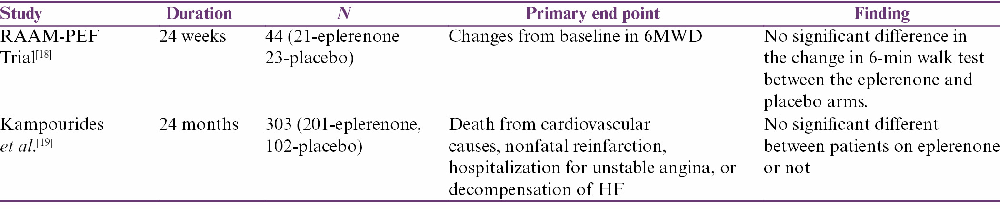 Study Duration N Primary end point Finding
RAAM-PEF 24 weeks 44 (21-eplerenone Changes from baseline in 6MWD No significant difference in
Trial[18] 23-placebo) the change in 6-min walk test
between the eplerenone and
placebo arms.
Kampourides 24 months 303 (201-eplerenone, Death from cardiovascular No significant different
et al.[19] 102-placebo) causes, nonfatal reinfarction, between patients on eplerenone
hospitalization for unstable angina, or or not
decompensation of HF